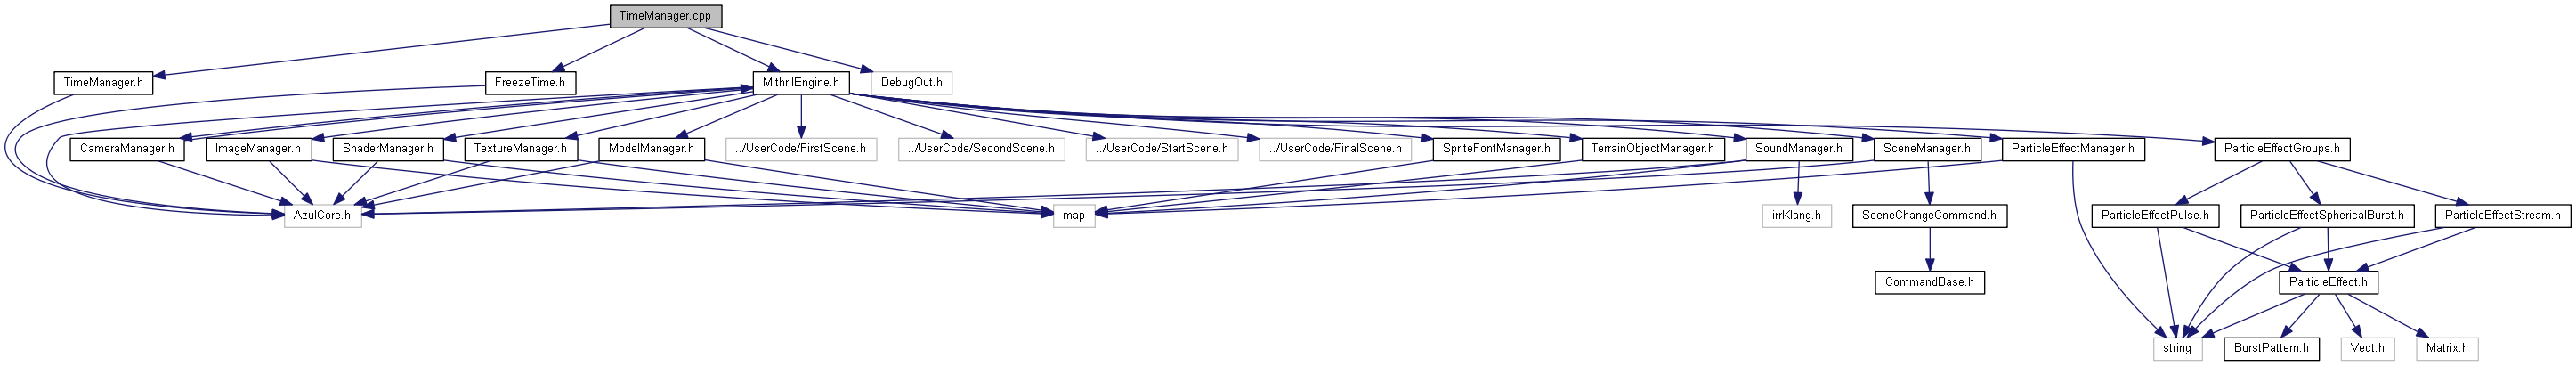 TimeManager.cpp
TimeManager.h
FreezeTime.h
MithrilEngine.h
DebugOut.h
CameraManager.h
ImageManager.h
ShaderManager.h
TextureManager.h
ModelManager.h
../UserCode/FirstScene.h
../UserCode/SecondScene.h
../UserCode/StartScene.h
../UserCode/FinalScene.h
SpriteFontManager.h
TerrainObjectManager.h
SoundManager.h
SceneManager.h
ParticleEffectManager.h
ParticleEffectGroups.h
AzulCore.h
map
irrKlang.h
SceneChangeCommand.h
ParticleEffectPulse.h
ParticleEffectSphericalBurst.h
ParticleEffectStream.h
CommandBase.h
ParticleEffect.h
string
BurstPattern.h
Vect.h
Matrix.h